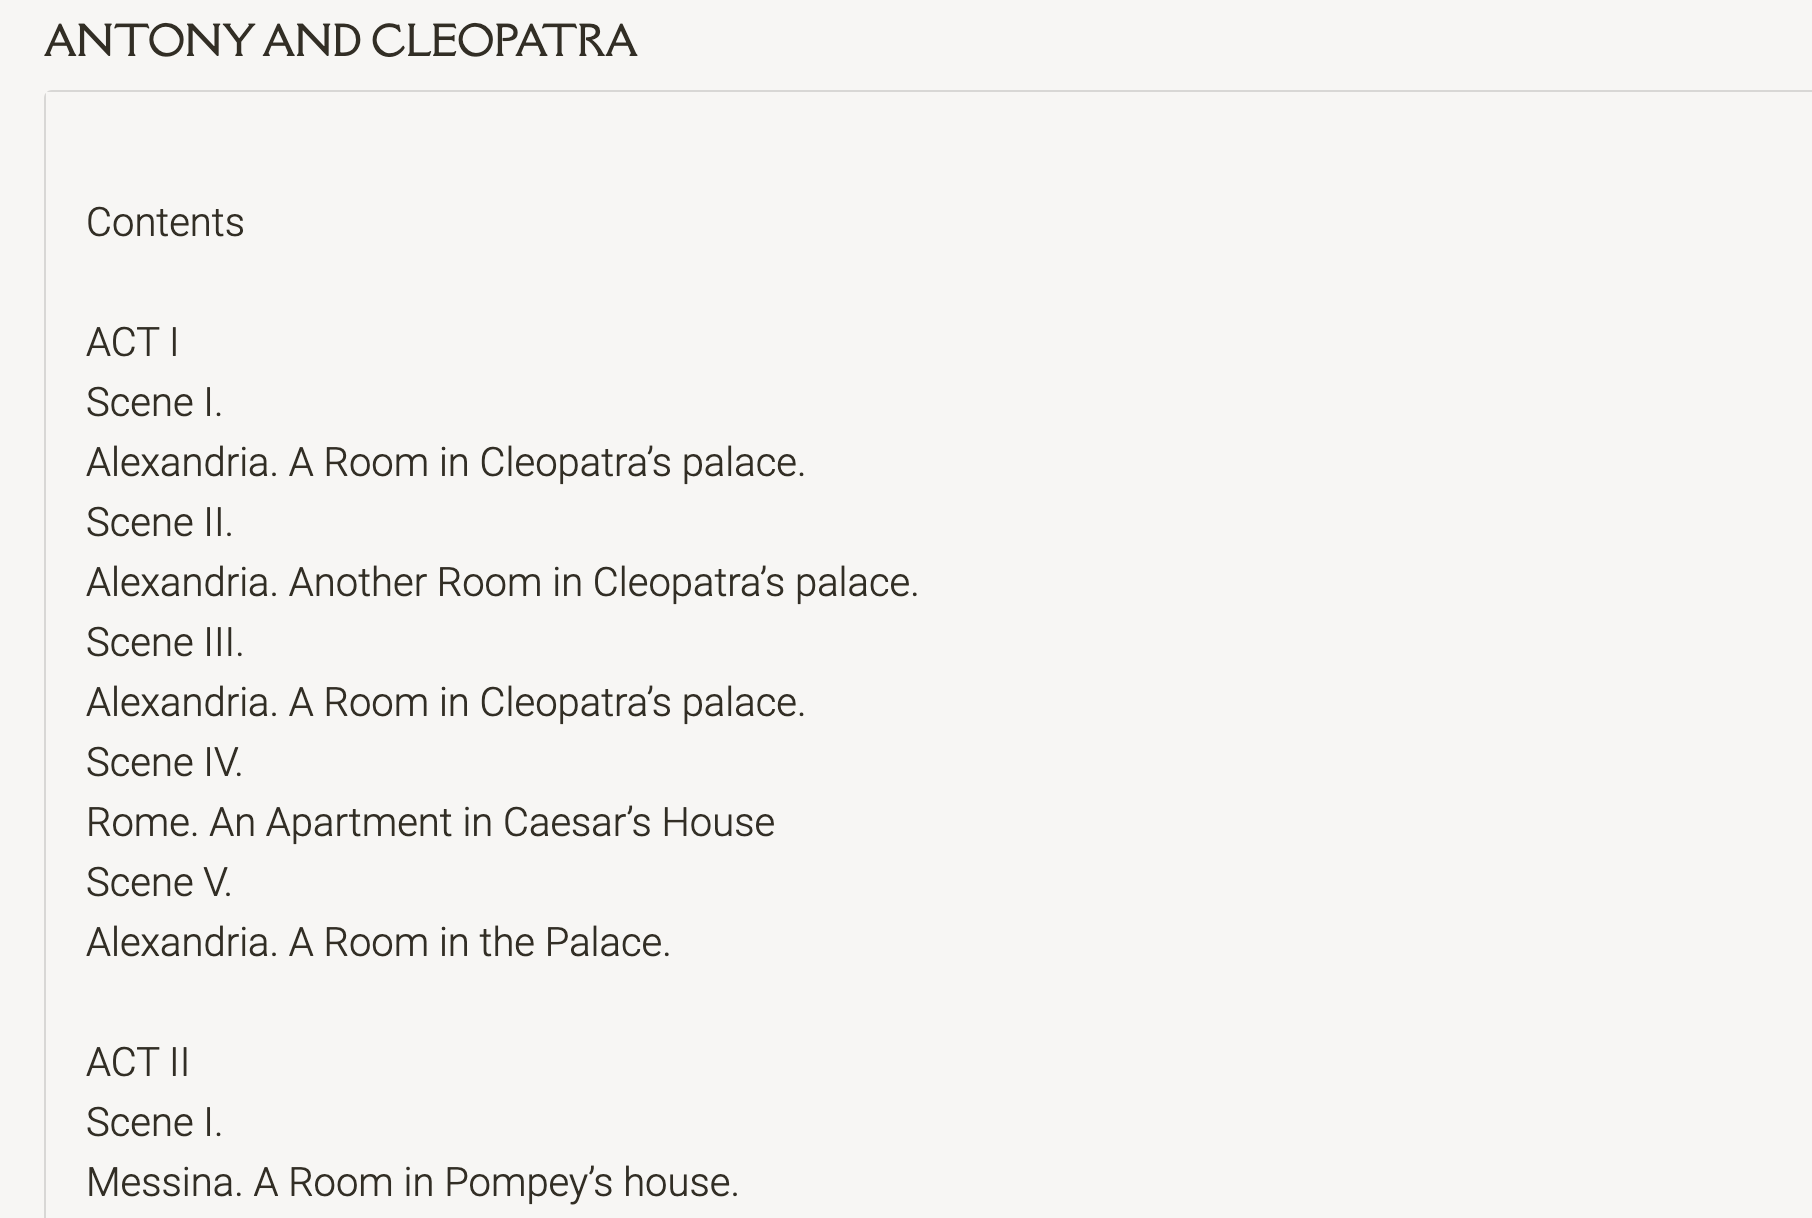 ANTONY AND CLEOPATRA
Contents
ACT I
Scene I.
Alexandria. A Room in Cleopatra’s palace.
Scene II.
Alexandria. Another Room in Cleopatra’s palace.
Scene III.
Alexandria. A Room in Cleopatra’s palace.
Scene IV.
Rome. An Apartment in Caesar’s House
Scene V.
Alexandria. A Room in the Palace.
ACT II
Scene I.
Messina. A Room in Pompey’s house.